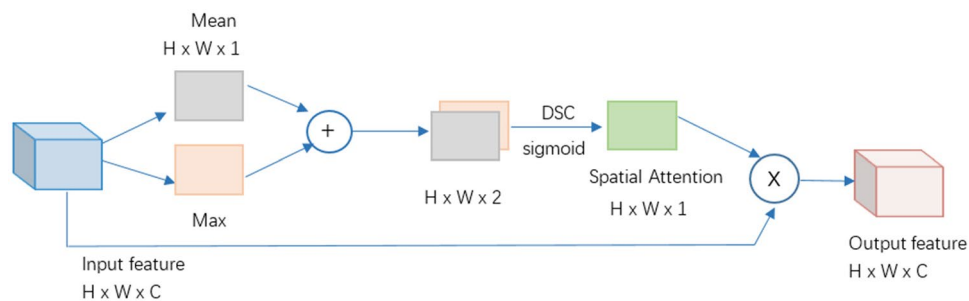 Mean
H x W x 1
Max
+
H x W x 2
DSC
sigmoid
Spatial Attention
H x W x 1
X
Input feature
H x W x C
Output feature
H x W x C